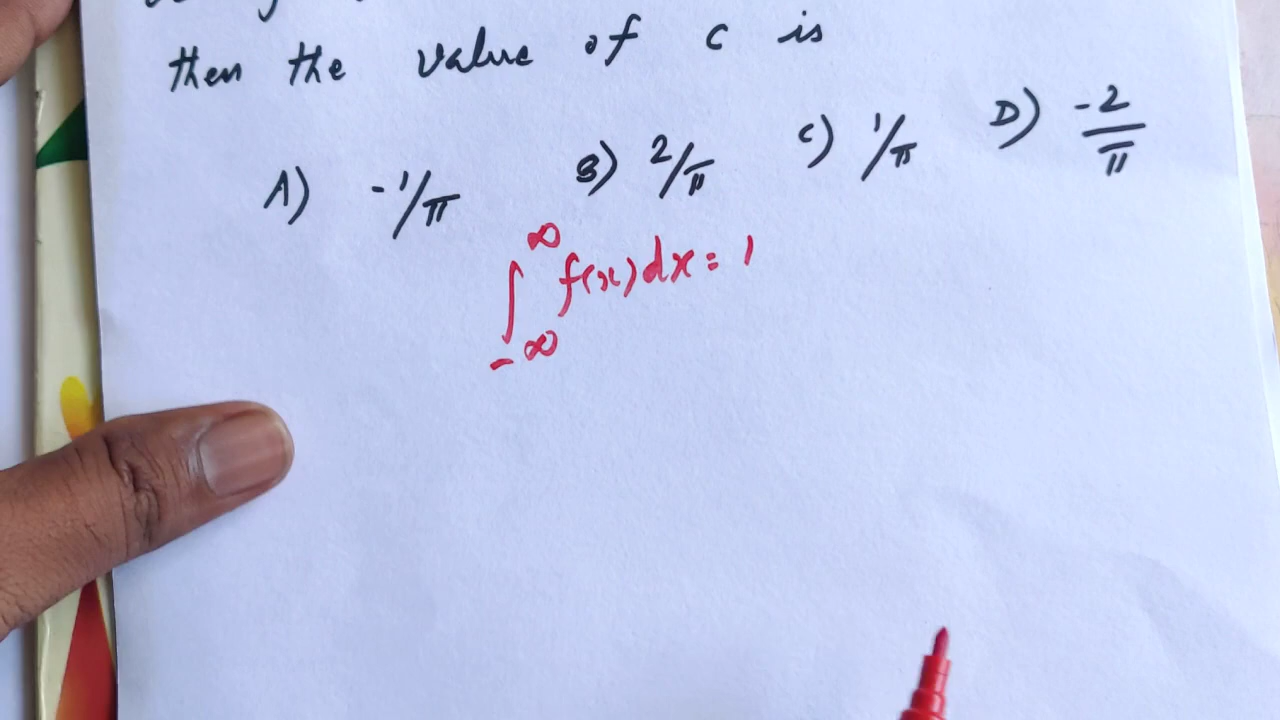 then the value of c is
A) -1/π B) 2/π C) 1/π D) -2/π
∫_{-∞}^{∞} f(x)dx = 1